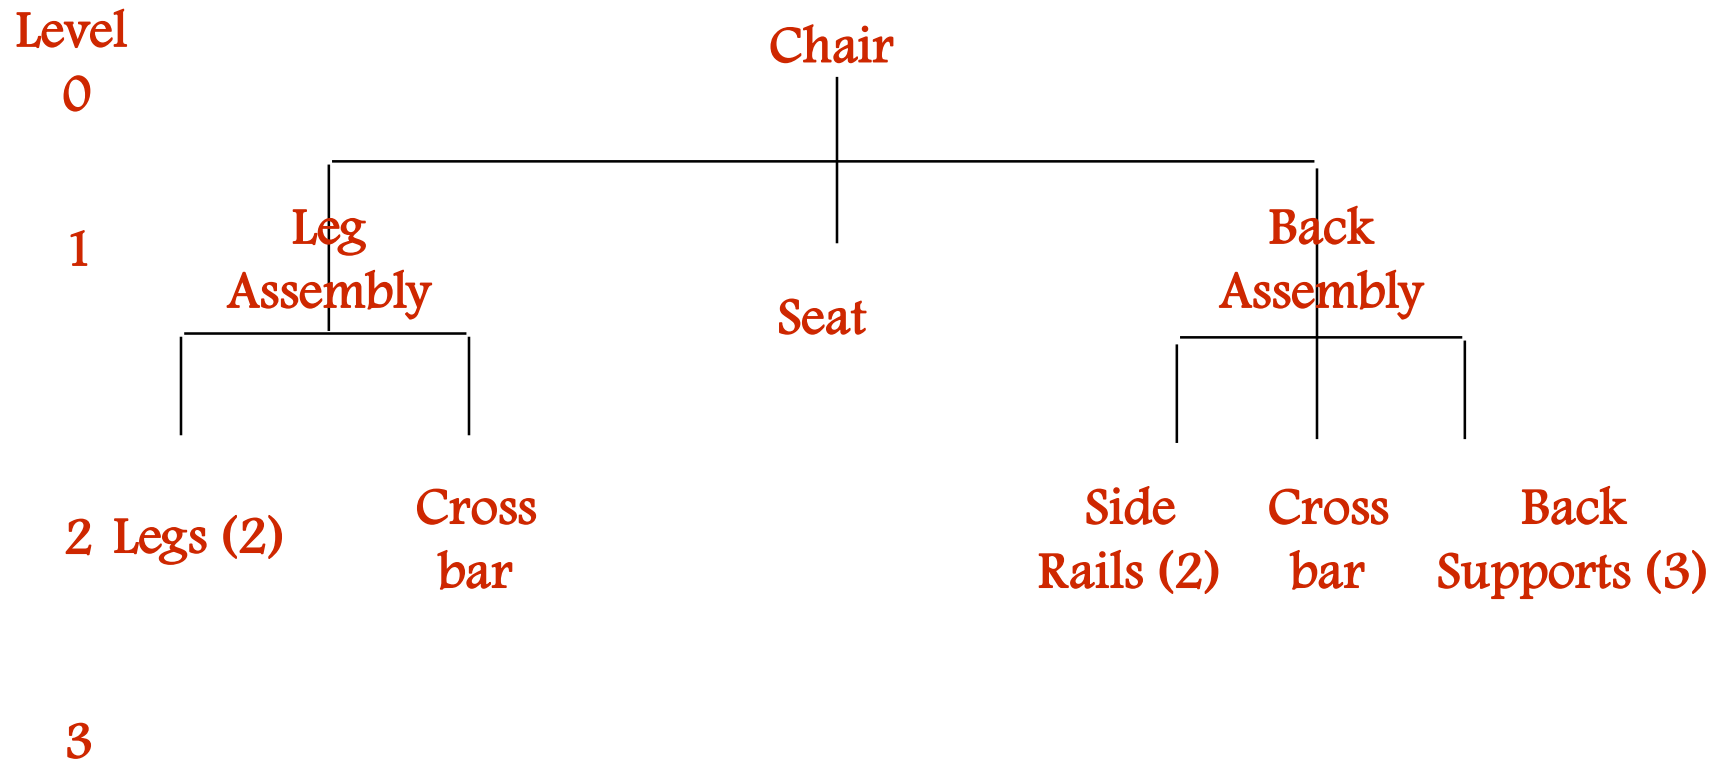 Level
0
Chair
1
Leg
Assembly
Seat
Back
Assembly
2
Legs (2)
Cross
bar
Side
Rails (2)
Cross
bar
Back
Supports (3)
3